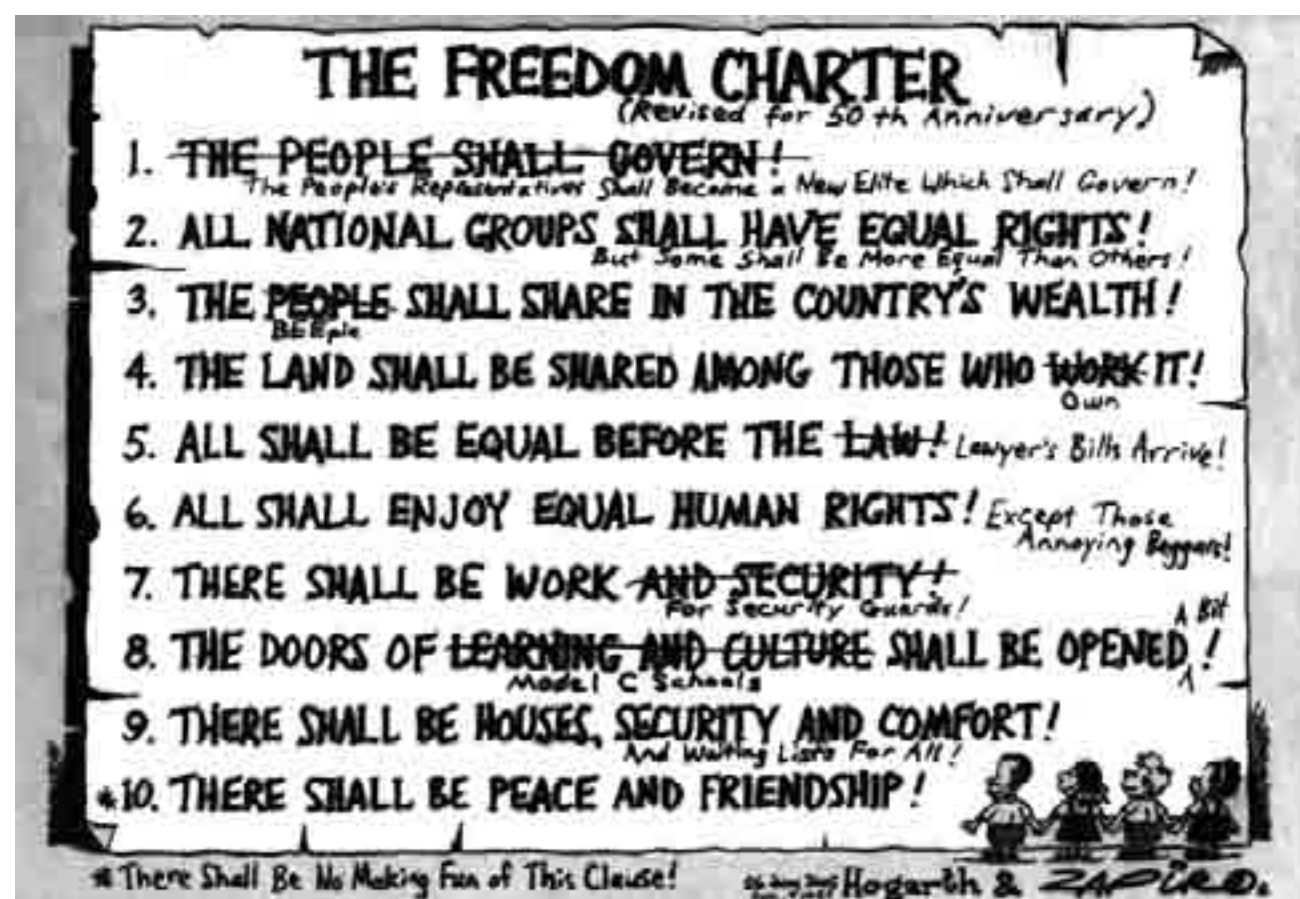 THE FREEDOM CHARTER
(Revised for 50th Anniversary)
1. THE PEOPLE SHALL GOVERN!
The People's Representatives Shall Become a New Elite Which Shall Govern!
2. ALL NATIONAL GROUPS SHALL HAVE EQUAL RIGHTS!
But Some Shall Be More Equal Than Others!
3. THE PEOPLE SHALL SHARE IN THE COUNTRY'S WEALTH!
BEEple
4. THE LAND SHALL BE SHARED AMONG THOSE WHO WORK IT!
Own
5. ALL SHALL BE EQUAL BEFORE THE LAW! Lawyer's Bills Arrive!
6. ALL SHALL ENJOY EQUAL HUMAN RIGHTS! Except Those
Annoying Beggars!
7. THERE SHALL BE WORK AND SECURITY!
For Security Guards!
A Bit
8. THE DOORS OF LEARNING AND CULTURE SHALL BE OPENED!
Model C Schools
9. THERE SHALL BE HOUSES, SECURITY AND COMFORT!
And Waiting Lists For All!
*10. THERE SHALL BE PEACE AND FRIENDSHIP!
* There Shall Be No Making Fun of This Clause!
Hogarth & ZAPIRO.